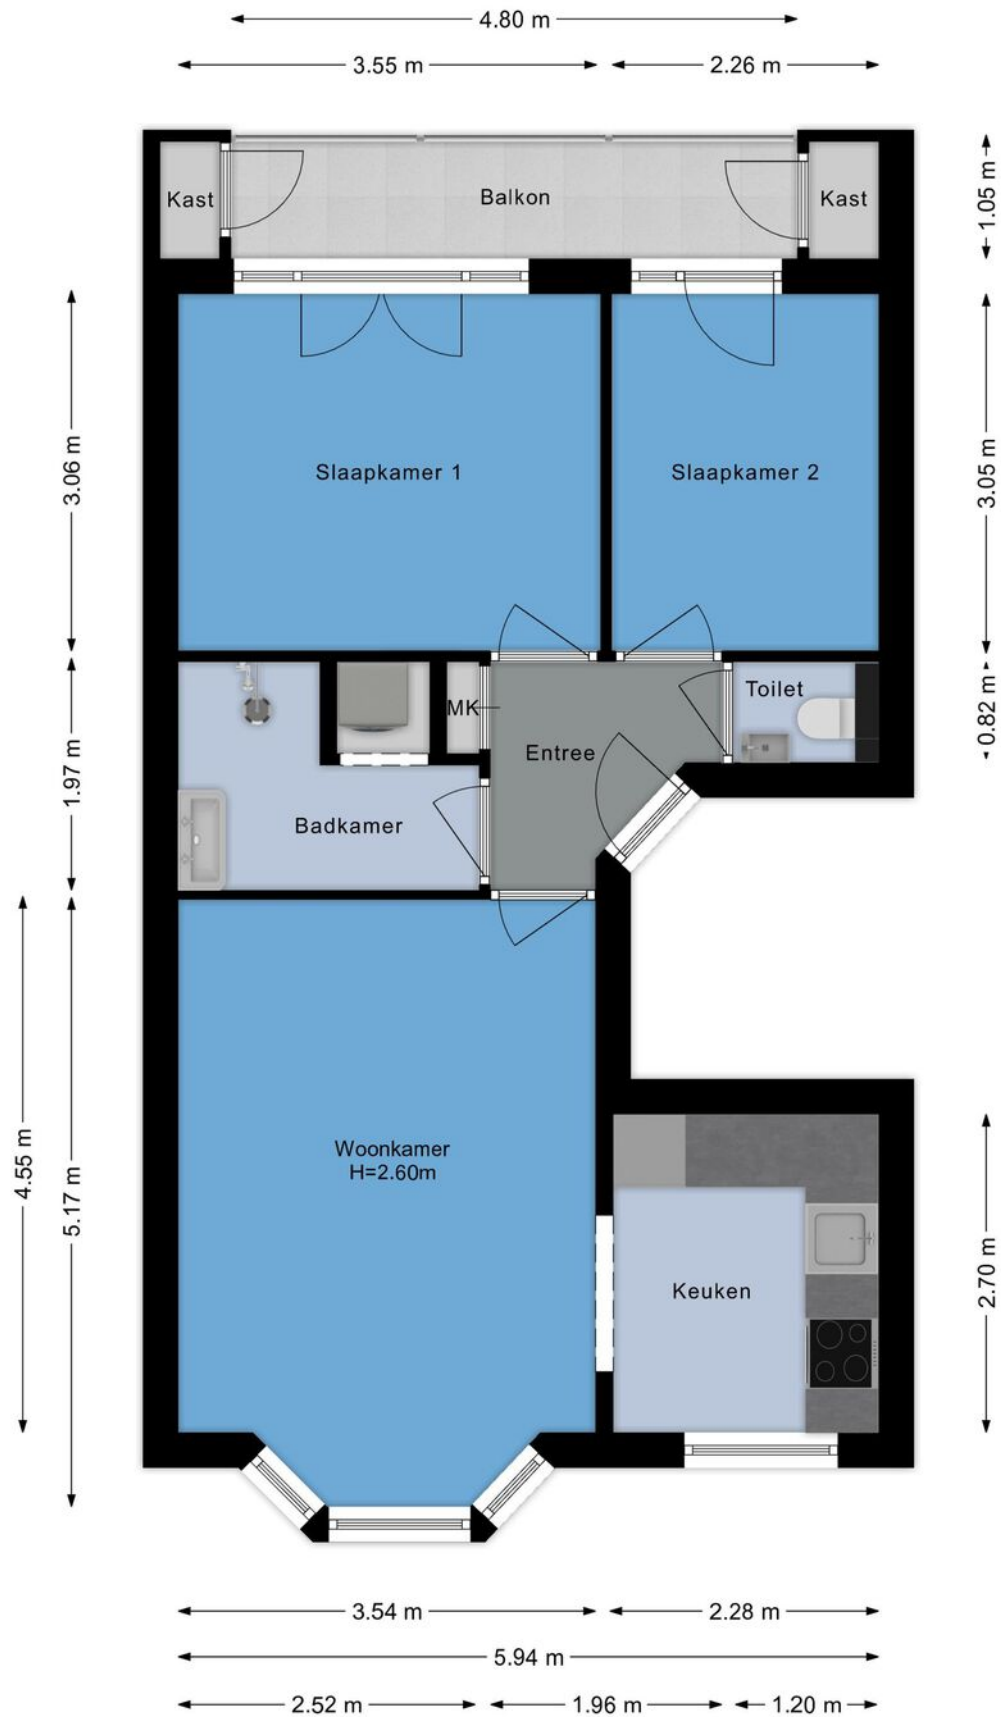 4.80 m
3.55 m
2.26 m
Kast
Balkon
Kast
1.05 m
3.06 m
Slaapkamer 1
Slaapkamer 2
3.05 m
Toilet
0.82 m
MK
Entree
1.97 m
Badkamer
4.55 m
5.17 m
Woonkamer
H=2.60m
Keuken
2.70 m
3.54 m
2.28 m
5.94 m
2.52 m
1.96 m
1.20 m